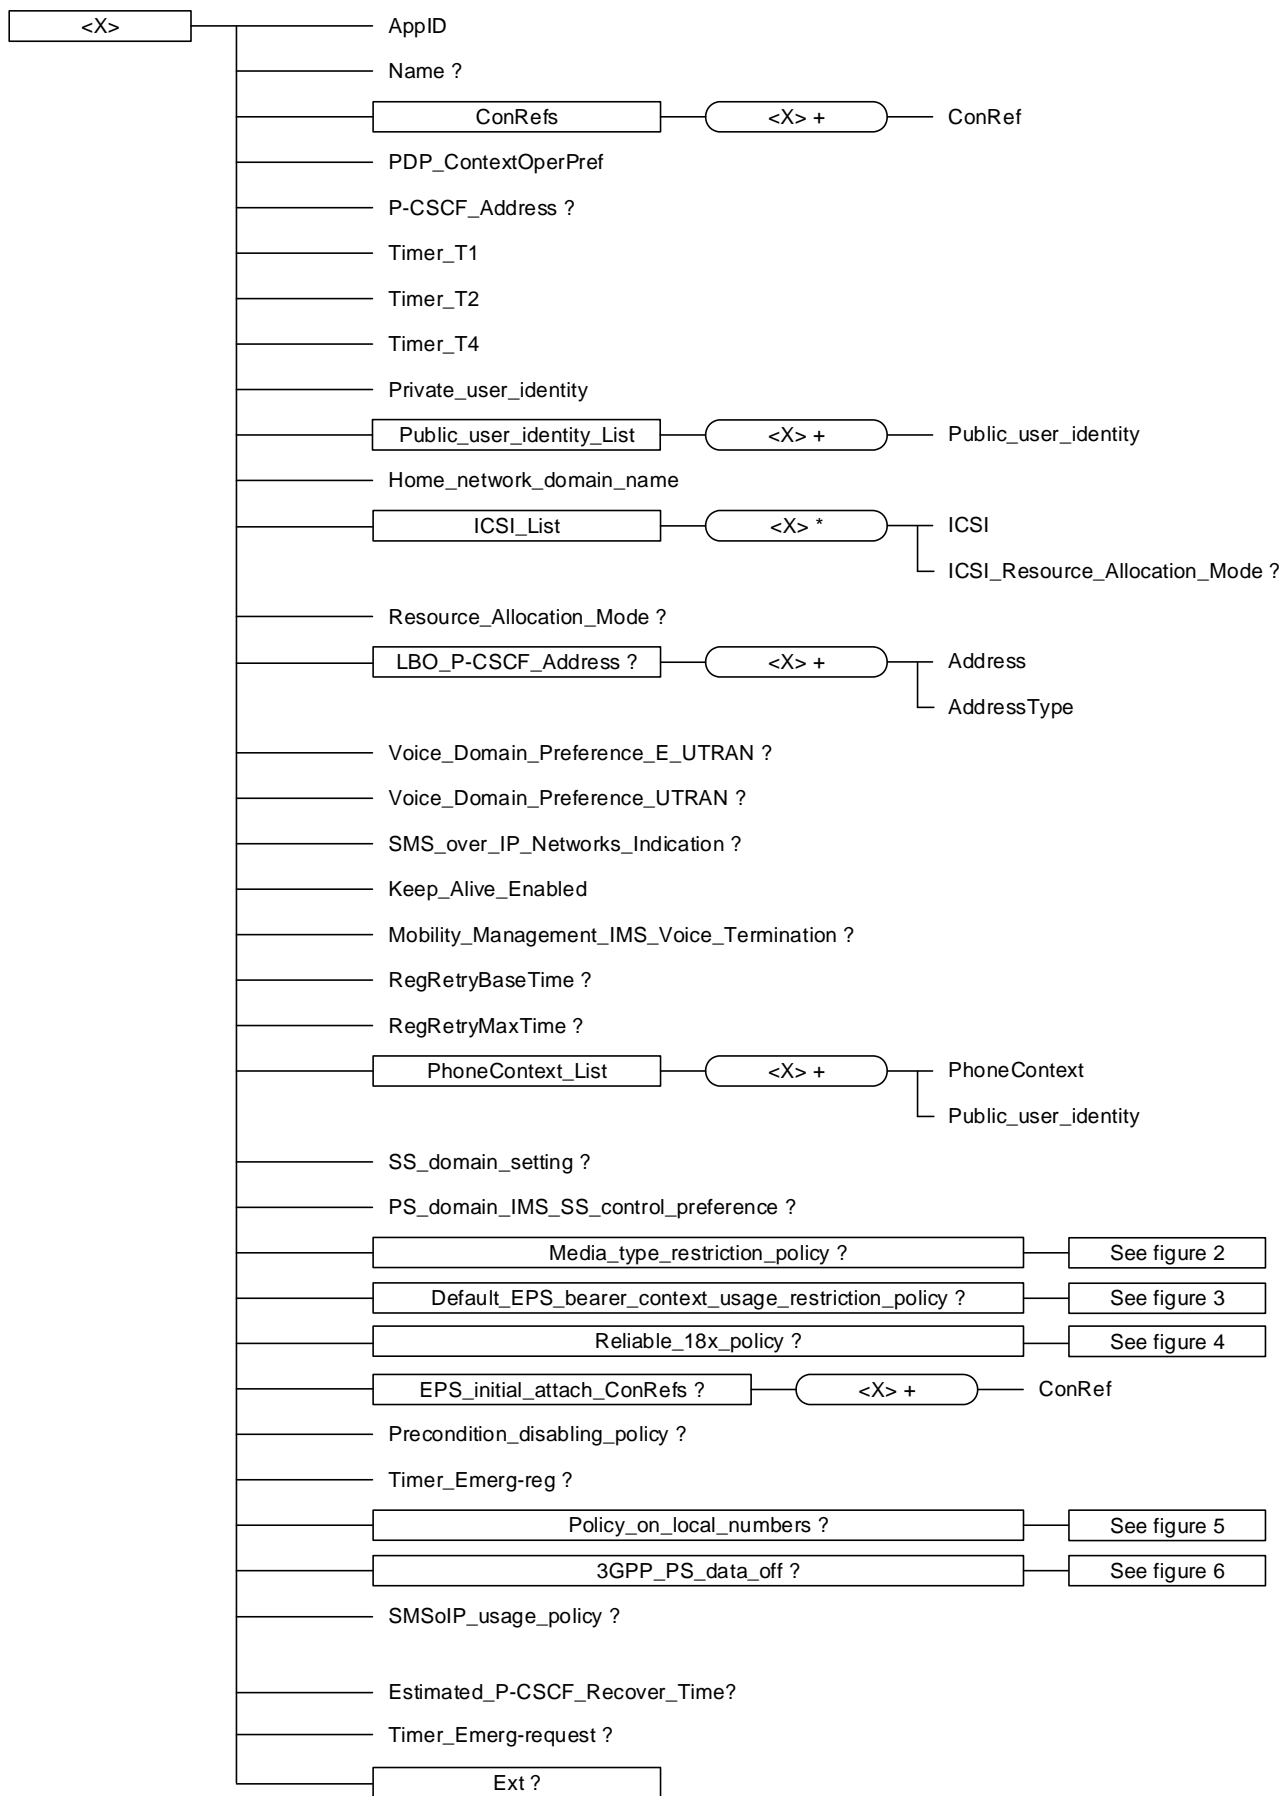 <X>
AppID
Name ?
ConRefs <X> + ConRef
PDP_ContextOperPref
P-CSCF_Address ?
Timer_T1
Timer_T2
Timer_T4
Private_user_identity
Public_user_identity_List <X> + Public_user_identity
Home_network_domain_name
ICSI_List <X> * ICSI
ICSI_Resource_Allocation_Mode ?
Resource_Allocation_Mode ?
LBO_P-CSCF_Address ? <X> + Address
AddressType
Voice_Domain_Preference_E_UTRAN ?
Voice_Domain_Preference_UTRAN ?
SMS_over_IP_Networks_Indication ?
Keep_Alive_Enabled
Mobility_Management_IMS_Voice_Termination ?
RegRetryBaseTime ?
RegRetryMaxTime ?
PhoneContext_List <X> + PhoneContext
Public_user_identity
SS_domain_setting ?
PS_domain_IMS_SS_control_preference ?
Media_type_restriction_policy ? See figure 2
Default_EPS_bearer_context_usage_restriction_policy ? See figure 3
Reliable_18x_policy ? See figure 4
EPS_initial_attach_ConRefs ? <X> + ConRef
Precondition_disabling_policy ?
Timer_Emerg-reg ?
Policy_on_local_numbers ? See figure 5
3GPP_PS_data_off ? See figure 6
SMSoIP_usage_policy ?
Estimated_P-CSCF_Recover_Time?
Timer_Emerg-request ?
Ext ?